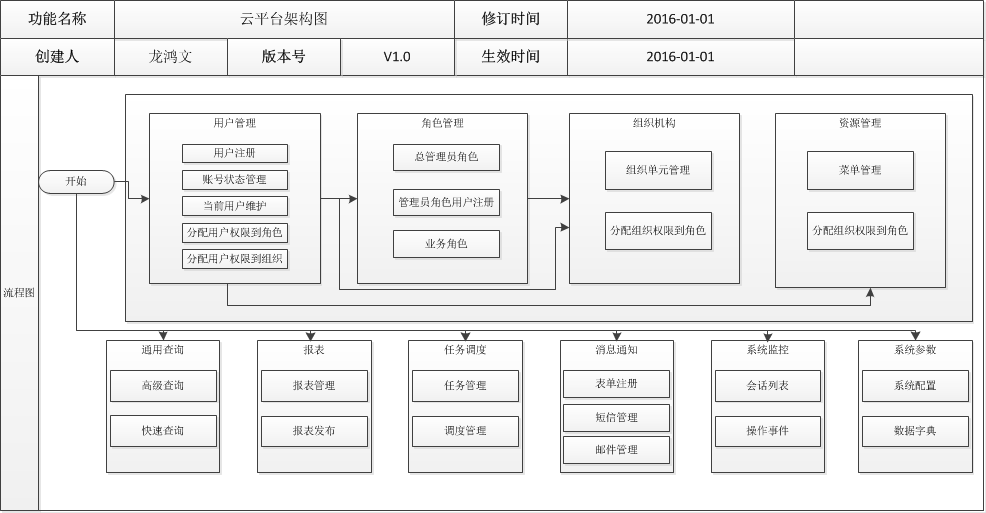 功能名称 云平台架构图 修订时间 2016-01-01
创建人 龙鸿文 版本号 V1.0 生效时间 2016-01-01
流程图
开始
用户管理
用户注册
账号状态管理
当前用户维护
分配用户权限到角色
分配用户权限到组织
角色管理
总管理员角色
管理员角色用户注册
业务角色
组织机构
组织单元管理
分配组织权限到角色
资源管理
菜单管理
分配组织权限到角色
通用查询
高级查询
快速查询
报表
报表管理
报表发布
任务调度
任务管理
调度管理
消息通知
表单注册
短信管理
邮件管理
系统监控
会话列表
操作事件
系统参数
系统配置
数据字典